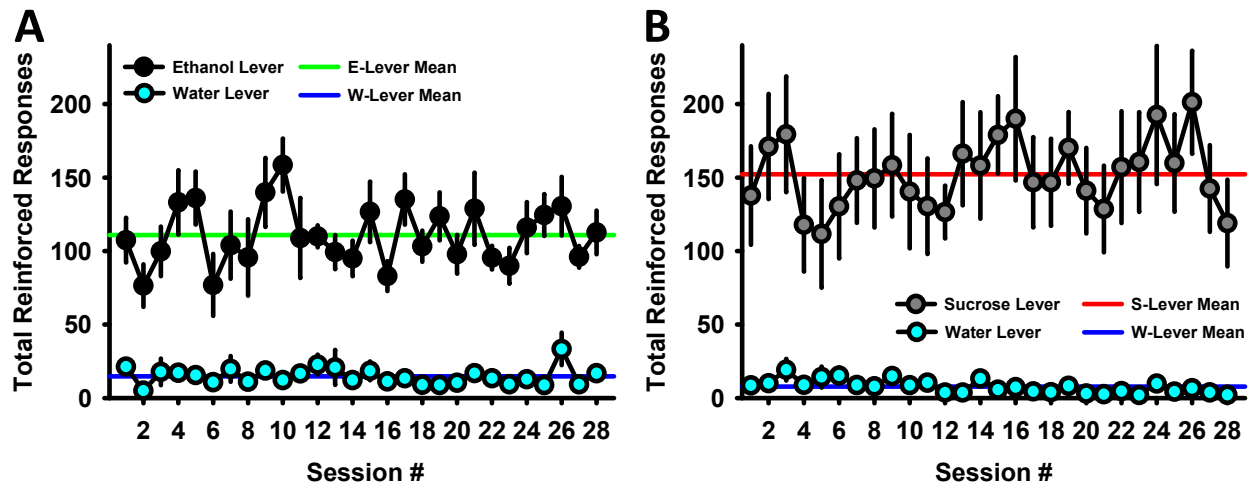 A
Total Reinforced Responses
Ethanol Lever
E-Lever Mean
Water Lever
W-Lever Mean
200
150
100
50
0
2 4 6 8 10 12 14 16 18 20 22 24 26 28
Session #
B
Total Reinforced Responses
200
150
100
50
0
Sucrose Lever
S-Lever Mean
Water Lever
W-Lever Mean
2 4 6 8 10 12 14 16 18 20 22 24 26 28
Session #